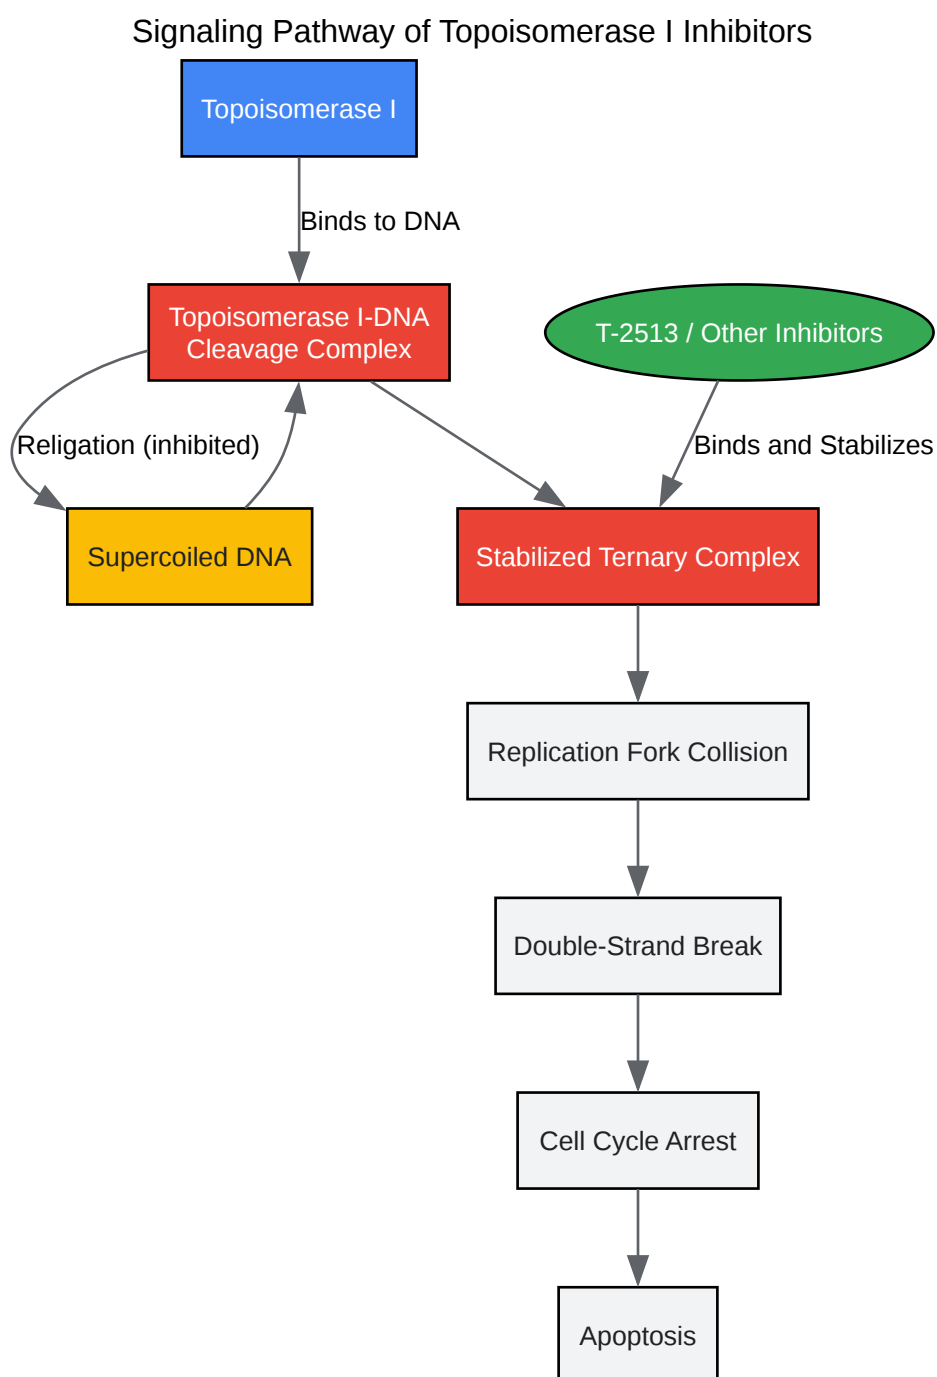 Signaling Pathway of Topoisomerase I Inhibitors
Topoisomerase I
Binds to DNA
Topoisomerase I-DNA
Cleavage Complex
T-2513 / Other Inhibitors
Religation (inhibited)
Binds and Stabilizes
Supercoiled DNA
Stabilized Ternary Complex
Replication Fork Collision
Double-Strand Break
Cell Cycle Arrest
Apoptosis